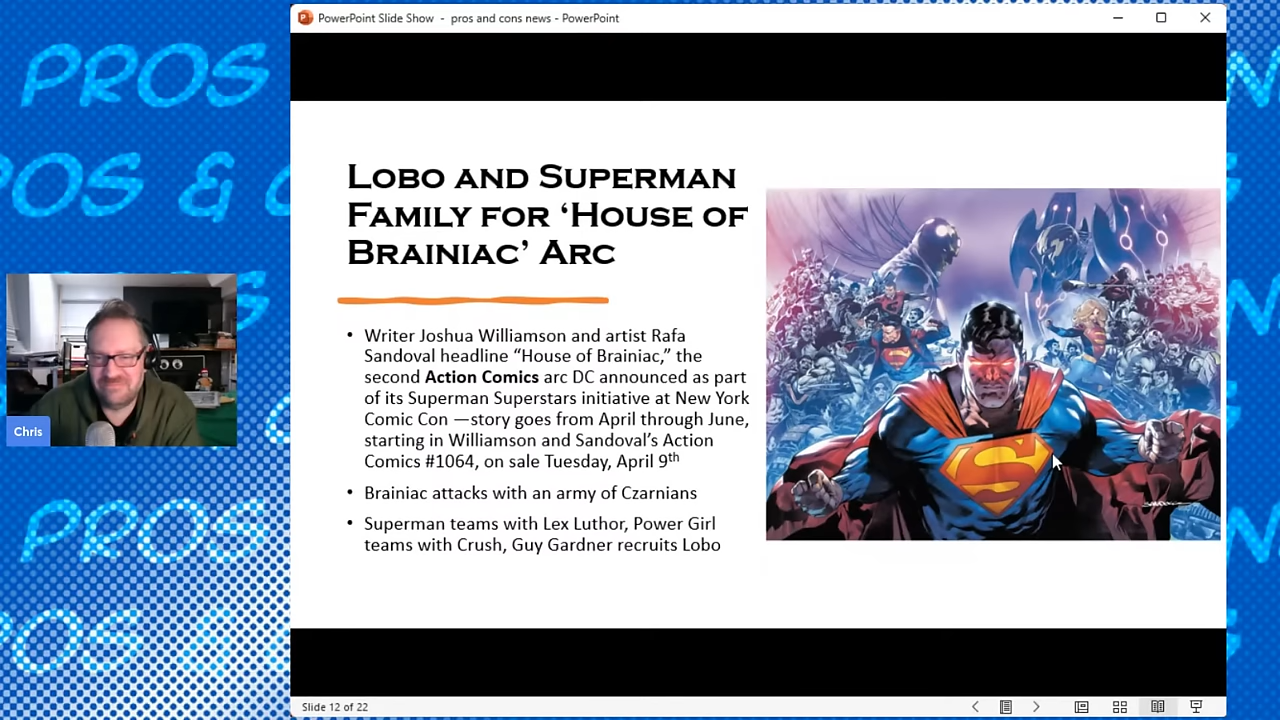 PowerPoint Slide Show - pros and cons news - PowerPoint
PROS
POS & C
LOBO AND SUPERMAN
FAMILY FOR ‘HOUSE OF
BRAINIAC’ ARC
• Writer Joshua Williamson and artist Rafa
Sandoval headline “House of Brainiac,” the
second Action Comics arc DC announced as part
of its Superman Superstars initiative at New York
Comic Con —story goes from April through June,
starting in Williamson and Sandoval’s Action
Comics #1064, on sale Tuesday, April 9th
• Brainiac attacks with an army of Czarnians
• Superman teams with Lex Luthor, Power Girl
teams with Crush, Guy Gardner recruits Lobo
Chris
PROS
Slide 12 of 22